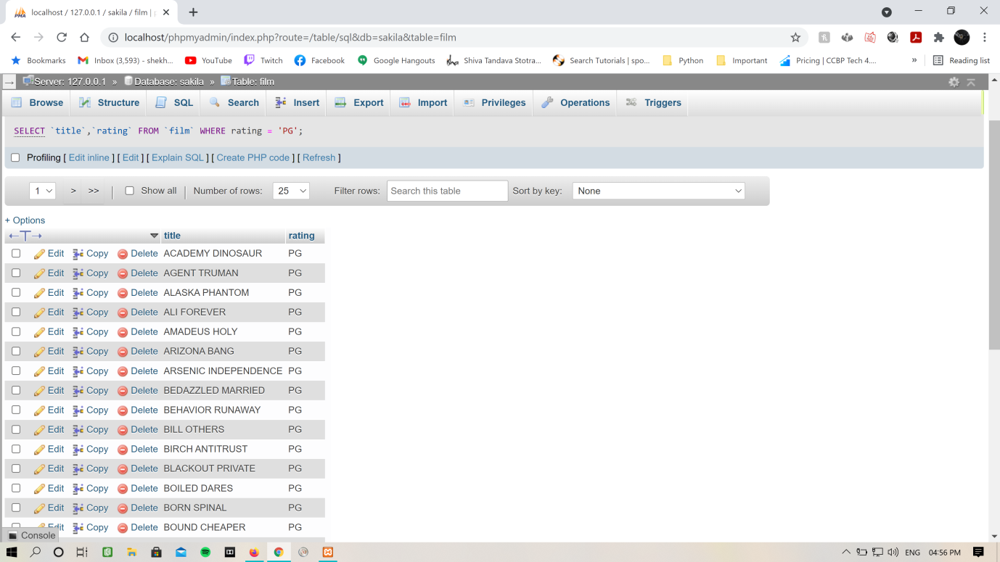 localhost / 127.0.0.1 / sakila / film |
localhost/phpmyadmin/index.php?route=/table/sql&db=sakila&table=film
Bookmarks Inbox (3,593) - shekh... YouTube Twitch Facebook Google Hangouts Shiva Tandava Stotra... Search Tutorials | spo... Python Important Pricing | CCBP Tech 4.... » Reading list
Server: 127.0.0.1 » Database: sakila » Table: film
Browse Structure SQL Search Insert Export Import Privileges Operations Triggers
SELECT `title`,`rating` FROM `film` WHERE rating = 'PG';
Profiling [ Edit inline ] [ Edit ] [ Explain SQL ] [ Create PHP code ] [ Refresh ]
1 > >> | Show all | Number of rows: 25 Filter rows: Search this table Sort by key: None
+ Options
←T→ title rating
Edit Copy Delete ACADEMY DINOSAUR PG
Edit Copy Delete AGENT TRUMAN PG
Edit Copy Delete ALASKA PHANTOM PG
Edit Copy Delete ALI FOREVER PG
Edit Copy Delete AMADEUS HOLY PG
Edit Copy Delete ARIZONA BANG PG
Edit Copy Delete ARSENIC INDEPENDENCE PG
Edit Copy Delete BEDAZZLED MARRIED PG
Edit Copy Delete BEHAVIOR RUNAWAY PG
Edit Copy Delete BILL OTHERS PG
Edit Copy Delete BIRCH ANTITRUST PG
Edit Copy Delete BLACKOUT PRIVATE PG
Edit Copy Delete BOILED DARES PG
Edit Copy Delete BORN SPINAL PG
Edit Copy Delete BOUND CHEAPER PG
Console
ENG 04:56 PM